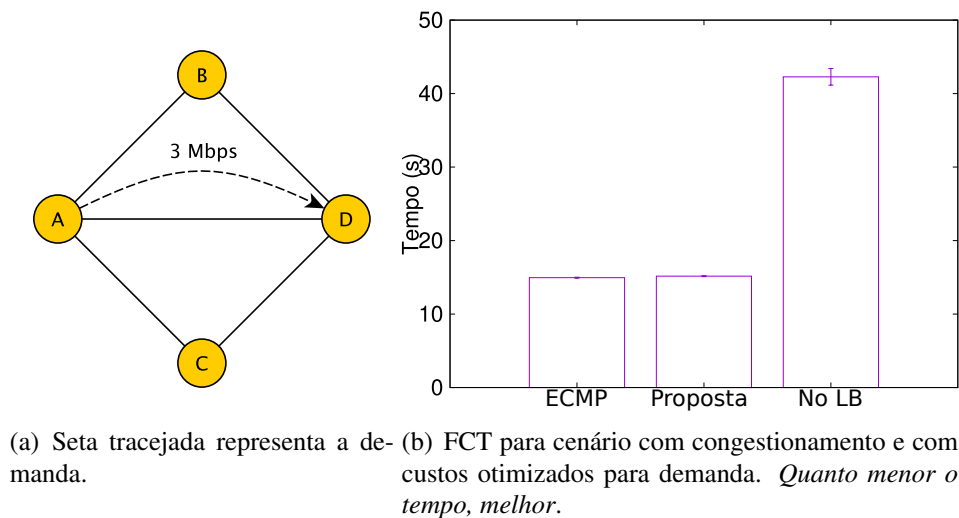 B
3 Mbps
A
D
C
50
40
30
20
10
0
Tempo (s)
ECMP Proposta No LB
(a) Seta tracejada representa a de-
manda.
(b) FCT para cenário com congestionamento e com
custos otimizados para demanda. Quanto menor o
tempo, melhor.